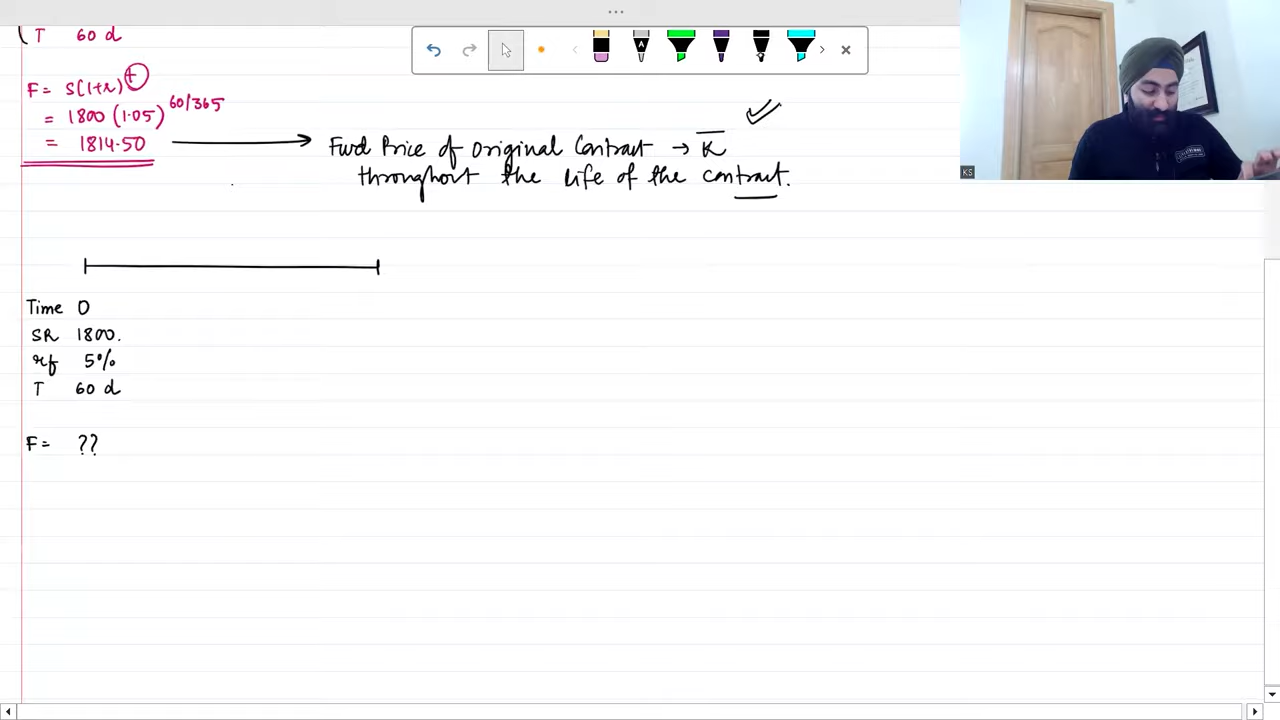 T 60 d
F = S(1+r)^t
= 1800 (1.05)^60/365
= 1814.50 → Fwd Price of Original Contract → K̅
throughout the life of the contract.
Time 0
SR 1800.
rf 5%
T 60 d
F = ??
KS